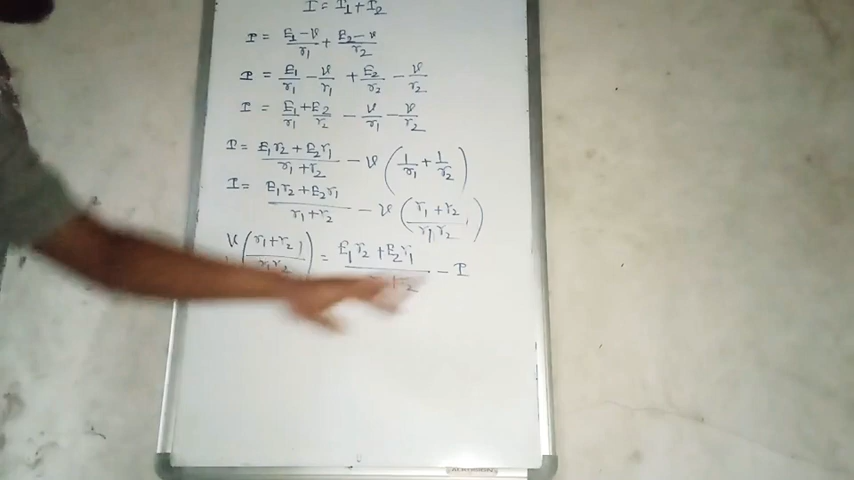 I = I₁ + I₂
I = (E₁ - V)/r₁ + (E₂ - V)/r₂
I = E₁/r₁ - V/r₁ + E₂/r₂ - V/r₂
I = E₁/r₁ + E₂/r₂ - V/r₁ - V/r₂
I = (E₁r₂ + E₂r₁)/(r₁ + r₂) - V (1/r₁ + 1/r₂)
I = (E₁r₂ + E₂r₁)/(r₁ + r₂) - V ((r₁ + r₂)/(r₁r₂))
V ((r₁ + r₂)/(r₁r₂)) = (E₁r₂ + E₂r₁)/ r₂ - I